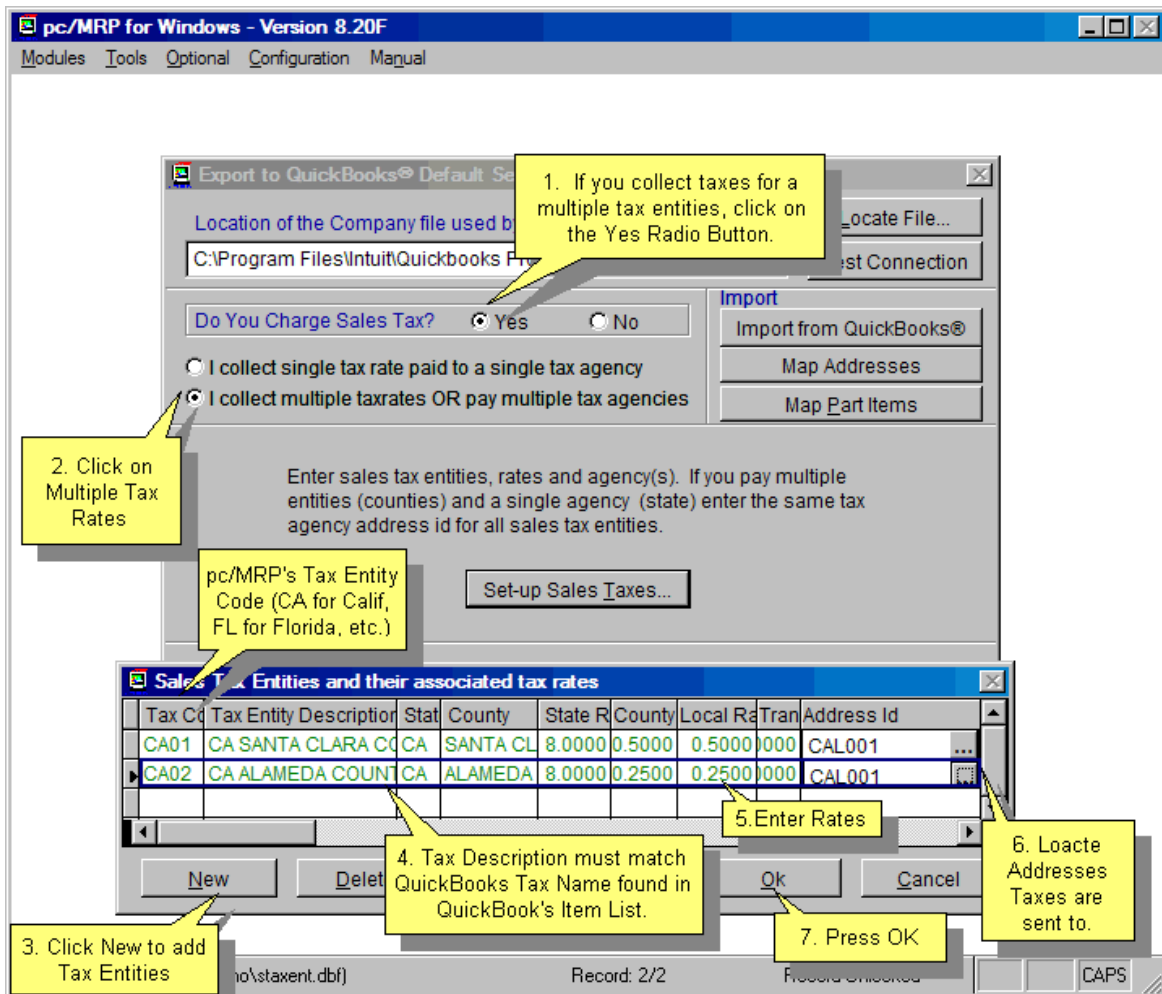 pc/MRP for Windows - Version 8.20F
Modules Tools Optional Configuration Manual
Export to QuickBooks® Default Se
1. If you collect taxes for a
multiple tax entities, click on
the Yes Radio Button.
Location of the Company file used by
Locate File...
C:\Program Files\Intuit\Quickbooks Pro
est Connection
Do You Charge Sales Tax? Yes No
Import
Import from QuickBooks®
Map Addresses
Map Part Items
I collect single tax rate paid to a single tax agency
I collect multiple taxrates OR pay multiple tax agencies
2. Click on
Multiple Tax
Rates
Enter sales tax entities, rates and agency(s). If you pay multiple
entities (counties) and a single agency (state) enter the same tax
agency address id for all sales tax entities.
pc/MRP's Tax Entity
Code (CA for Calif,
FL for Florida, etc.)
Set-up Sales Taxes...
Sales Tax Entities and their associated tax rates
Tax Co Tax Entity Description Stat County State R County Local Ra Tran Address Id
CA01 CA SANTA CLARA CO CA SANTA CL 8.0000 0.5000 0.5000 0000 CAL001 ...
CA02 CA ALAMEDA COUNT CA ALAMEDA 8.0000 0.2500 0.2500 0000 CAL001 ...
5.Enter Rates
4. Tax Description must match
QuickBooks Tax Name found in
QuickBook's Item List.
6. Loacte
Addresses
Taxes are
sent to.
New Delet Ok Cancel
3. Click New to add
Tax Entities
7. Press OK
no\staxent.dbf) Record: 2/2 CAPS